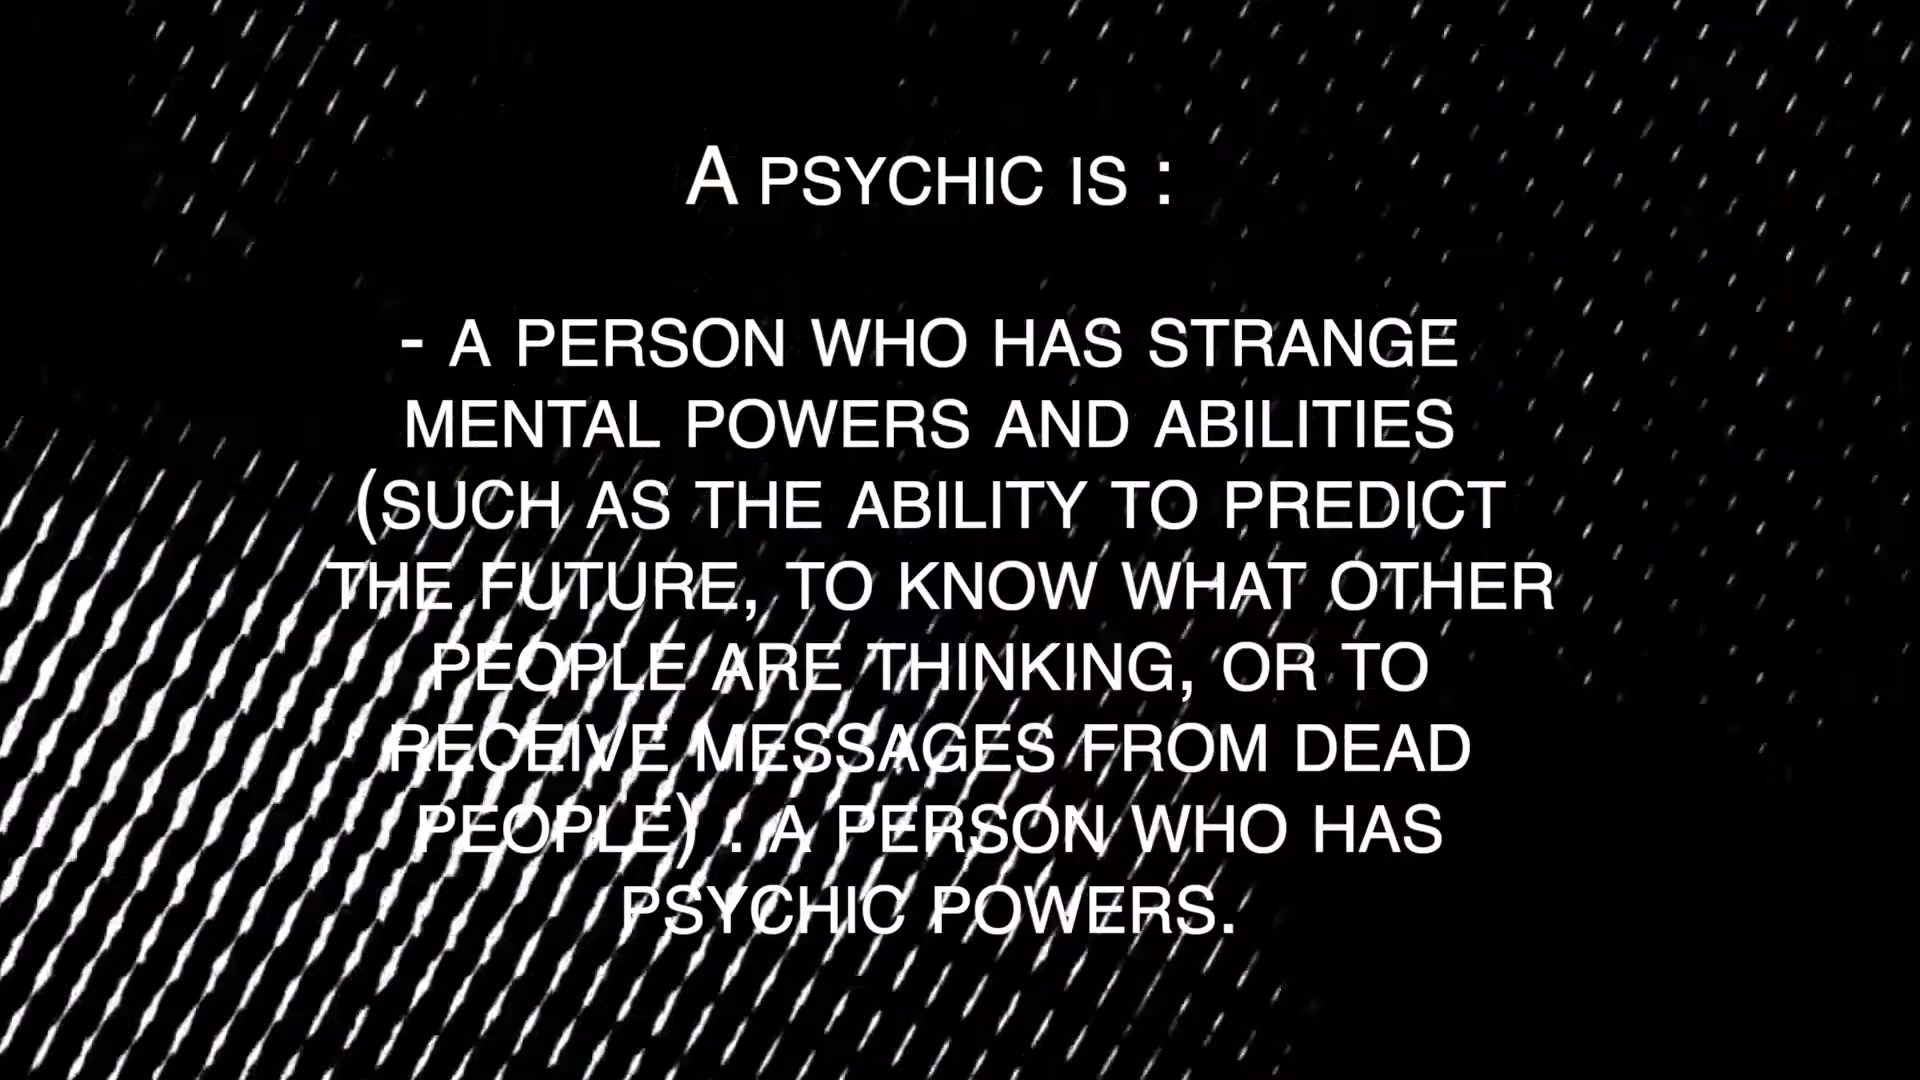 A PSYCHIC IS :
- A PERSON WHO HAS STRANGE
MENTAL POWERS AND ABILITIES
(SUCH AS THE ABILITY TO PREDICT
THE FUTURE, TO KNOW WHAT OTHER
PEOPLE ARE THINKING, OR TO
RECEIVE MESSAGES FROM DEAD
PEOPLE) . A PERSON WHO HAS
PSYCHIC POWERS.